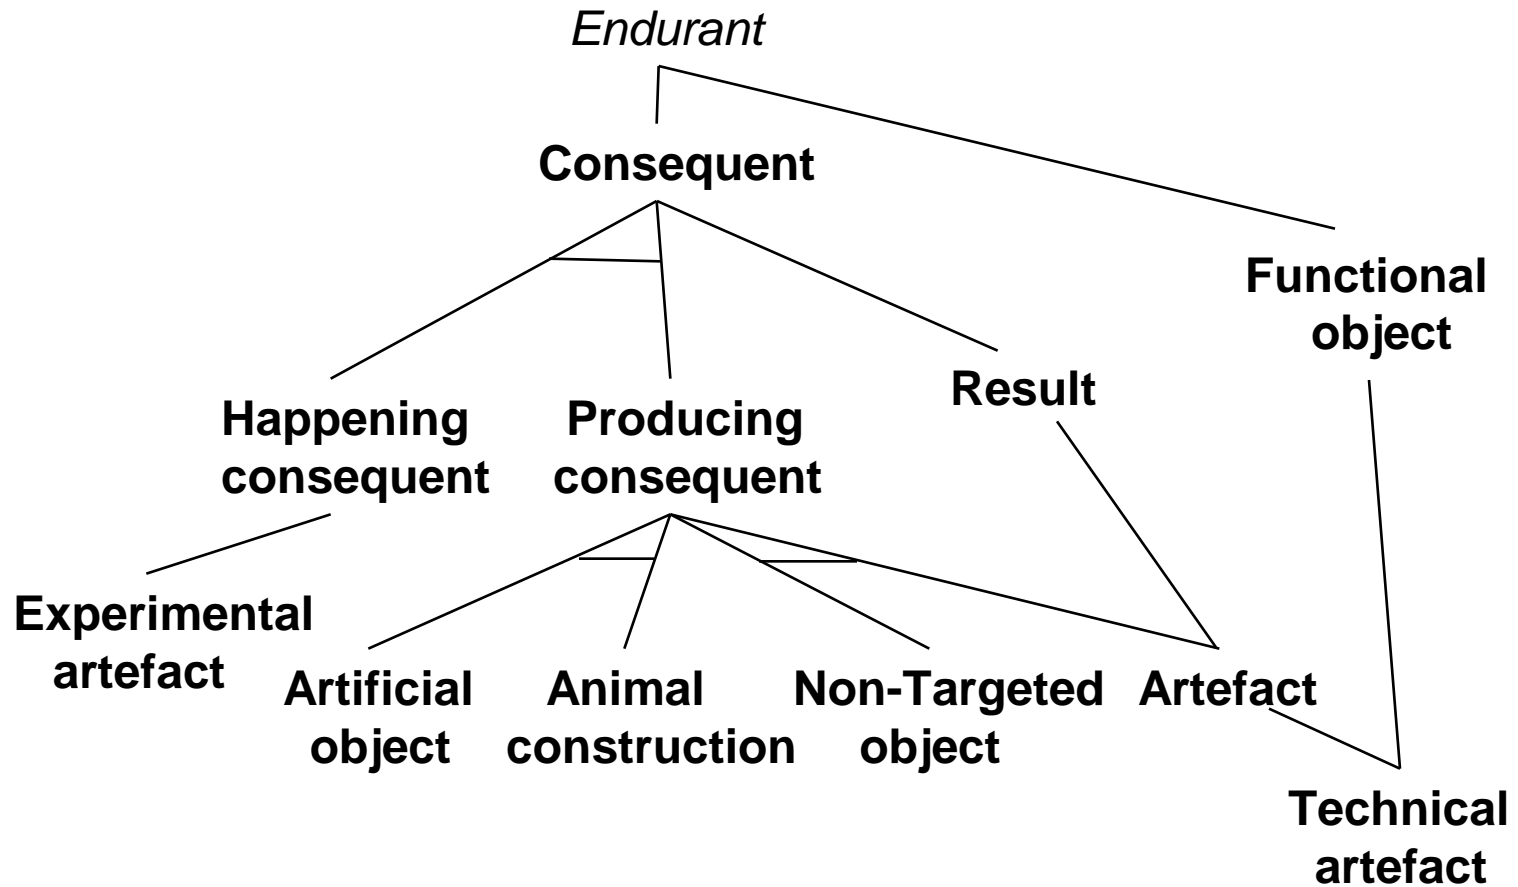 Endurant
Consequent
Functional
object
Result
Happening
consequent
Producing
consequent
Experimental
artefact
Artificial
object
Animal
construction
Non-Targeted
object
Artefact
Technical
artefact